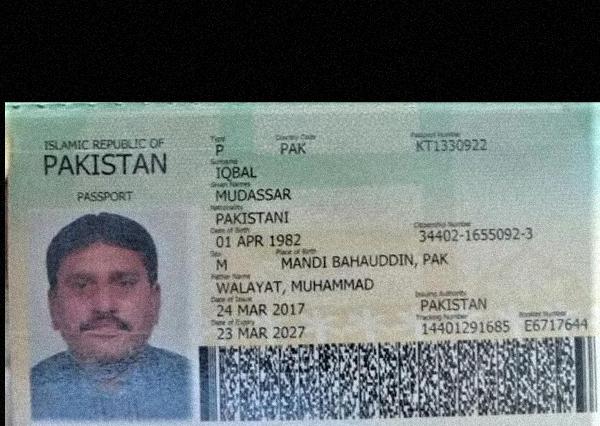 ISLAMIC REPUBLIC OF
PAKISTAN
PASSPORT
Type Country Code Passport Number
P PAK KT1330922
Surname
IQBAL
Given Names
MUDASSAR
Nationality
PAKISTANI
Date of Birth Citizenship Number
01 APR 1982 34402-1655092-3
Sex Place of Birth
M MANDI BAHAUDDIN, PAK
Father Name
WALAYAT, MUHAMMAD
Date of Issue Issuing Authority
24 MAR 2017 PAKISTAN
Date of Expiry Tracking Number Booklet Number
23 MAR 2027 14401291685 E6717644